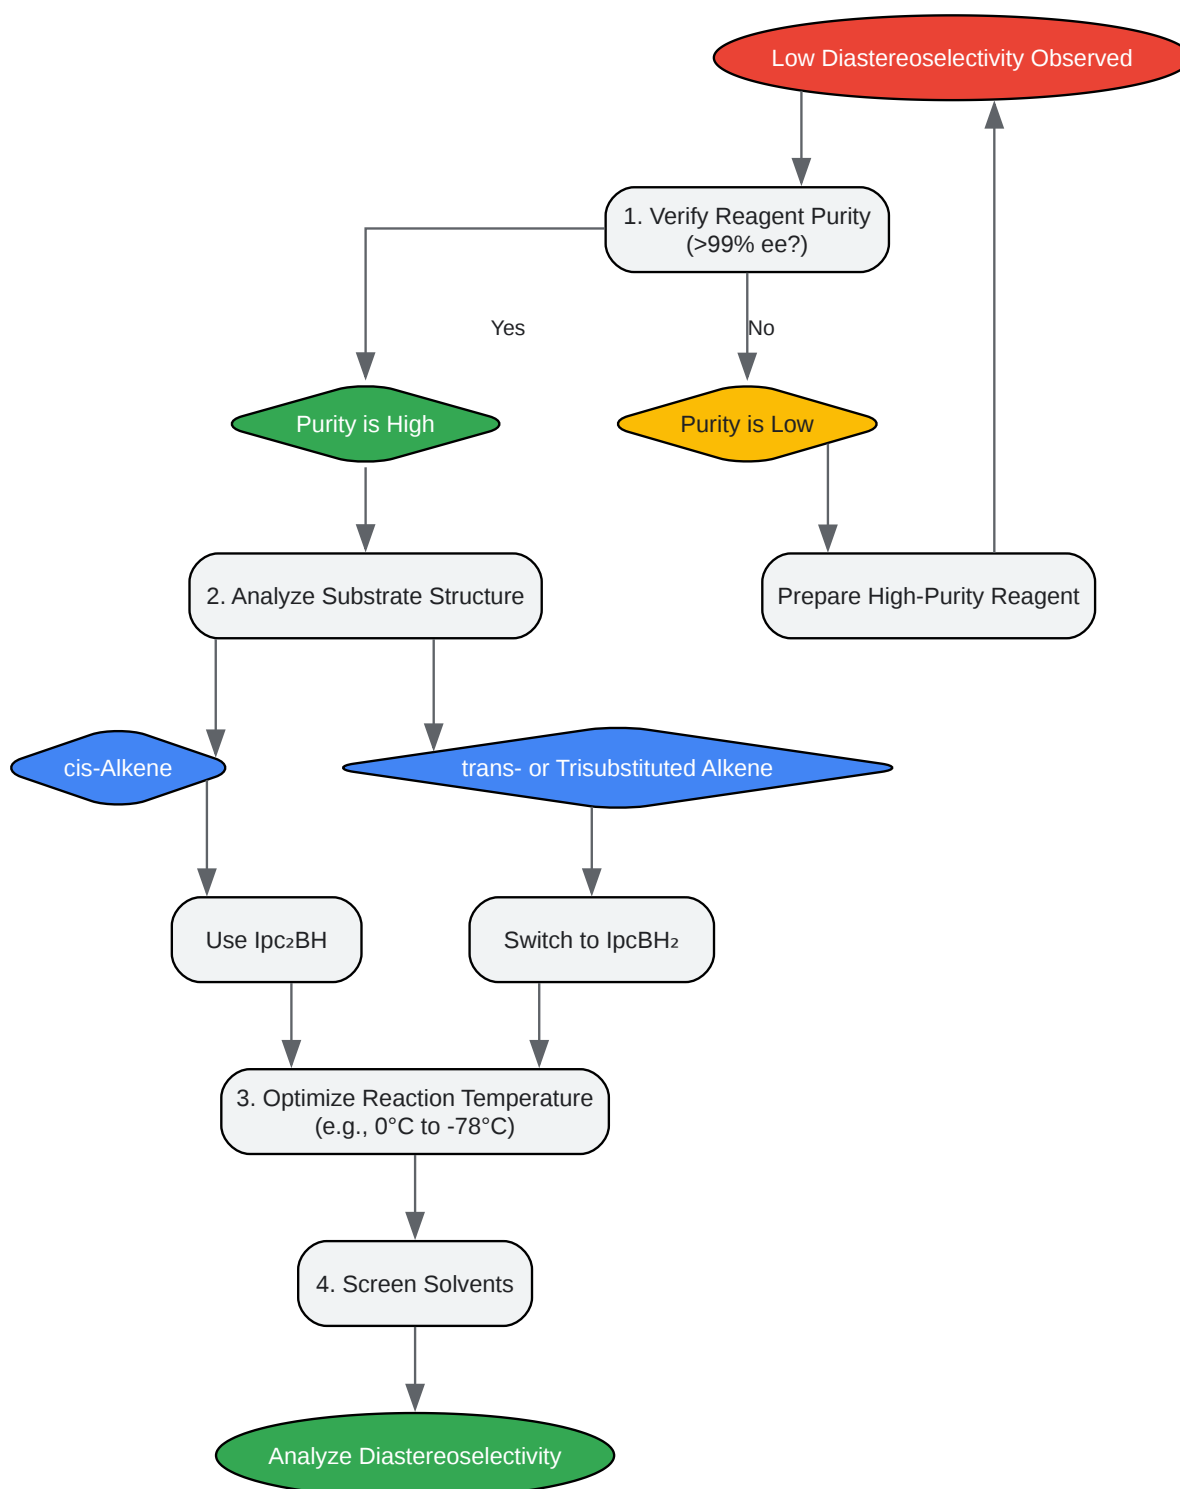 Low Diastereoselectivity Observed
1. Verify Reagent Purity
(>99% ee?)
Yes
No
Purity is High
Purity is Low
2. Analyze Substrate Structure
Prepare High-Purity Reagent
cis-Alkene
trans- or Trisubstituted Alkene
Use Ipc₂BH
Switch to IpcBH₂
3. Optimize Reaction Temperature
(e.g., 0°C to -78°C)
4. Screen Solvents
Analyze Diastereoselectivity